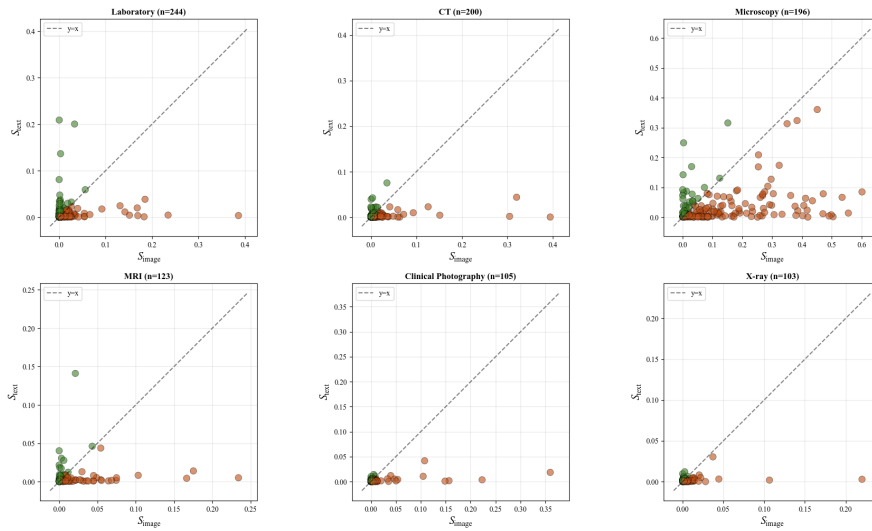 Laboratory (n=244)
y=x
0.4
0.3
0.2
0.1
0.0
S_text
0.0 0.1 0.2 0.3 0.4
S_image
CT (n=200)
y=x
0.4
0.3
0.2
0.1
0.0
S_text
0.0 0.1 0.2 0.3 0.4
S_image
Microscopy (n=196)
y=x
0.6
0.5
0.4
0.3
0.2
0.1
0.0
S_text
0.0 0.1 0.2 0.3 0.4 0.5 0.6
S_image
MRI (n=123)
y=x
0.25
0.20
0.15
0.10
0.05
0.00
S_text
0.00 0.05 0.10 0.15 0.20 0.25
S_image
Clinical Photography (n=105)
y=x
0.35
0.30
0.25
0.20
0.15
0.10
0.05
0.00
S_text
0.00 0.05 0.10 0.15 0.20 0.25 0.30 0.35
S_image
X-ray (n=103)
y=x
0.20
0.15
0.10
0.05
0.00
S_text
0.00 0.05 0.10 0.15 0.20
S_image